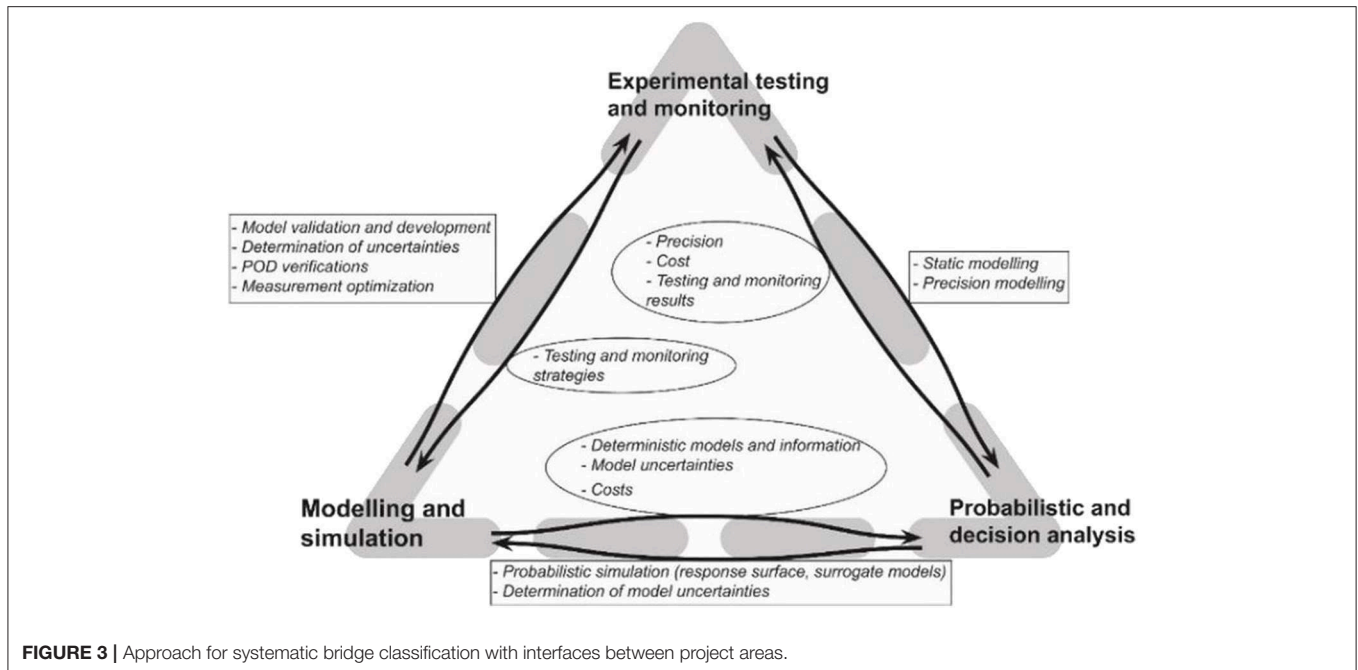 Experimental testing
and monitoring
- Model validation and development
- Determination of uncertainties
- POD verifications
- Measurement optimization
- Precision
- Cost
- Testing and monitoring
results
- Static modelling
- Precision modelling
- Testing and monitoring
strategies
- Deterministic models and information
- Model uncertainties
- Costs
Modelling and
simulation
Probabilistic and
decision analysis
- Probabilistic simulation (response surface, surrogate models)
- Determination of model uncertainties
FIGURE 3 | Approach for systematic bridge classification with interfaces between project areas.